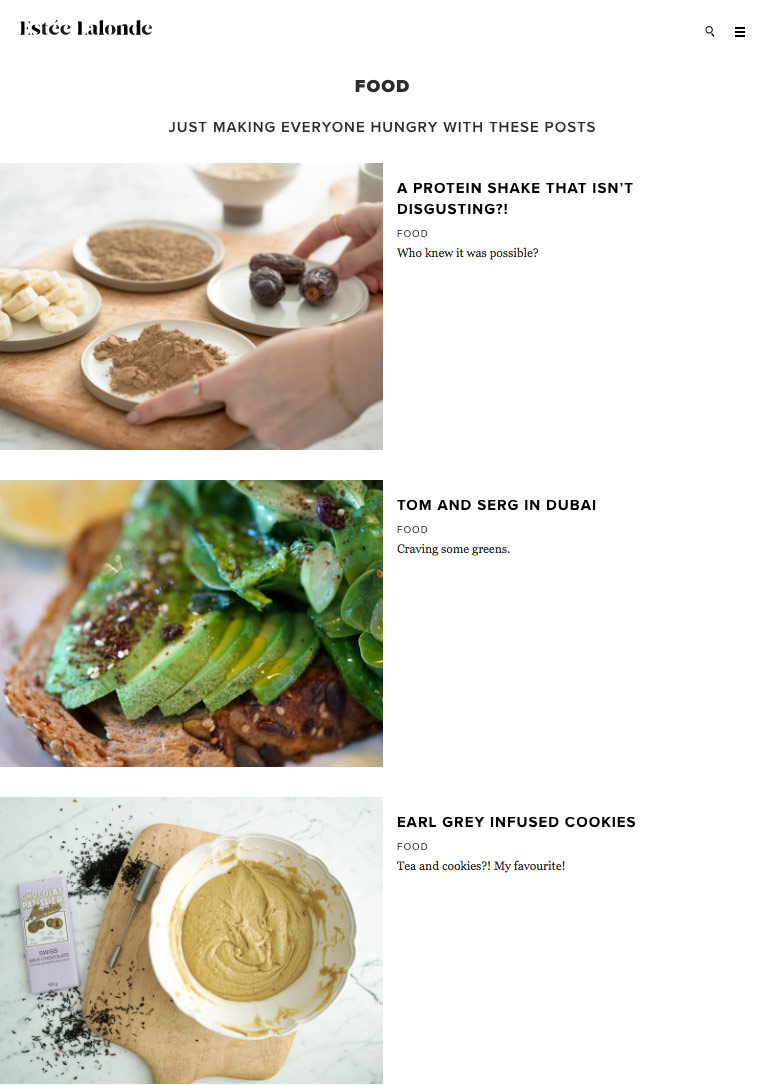 Estée Lalonde
FOOD
JUST MAKING EVERYONE HUNGRY WITH THESE POSTS
A PROTEIN SHAKE THAT ISN'T
DISGUSTING?!
FOOD
Who knew it was possible?
TOM AND SERG IN DUBAI
FOOD
Craving some greens.
EARL GREY INFUSED COOKIES
FOOD
Tea and cookies?! My favourite!
CHOCOLAT
PATISSIER
SWISS
MILK CHOCOLATE